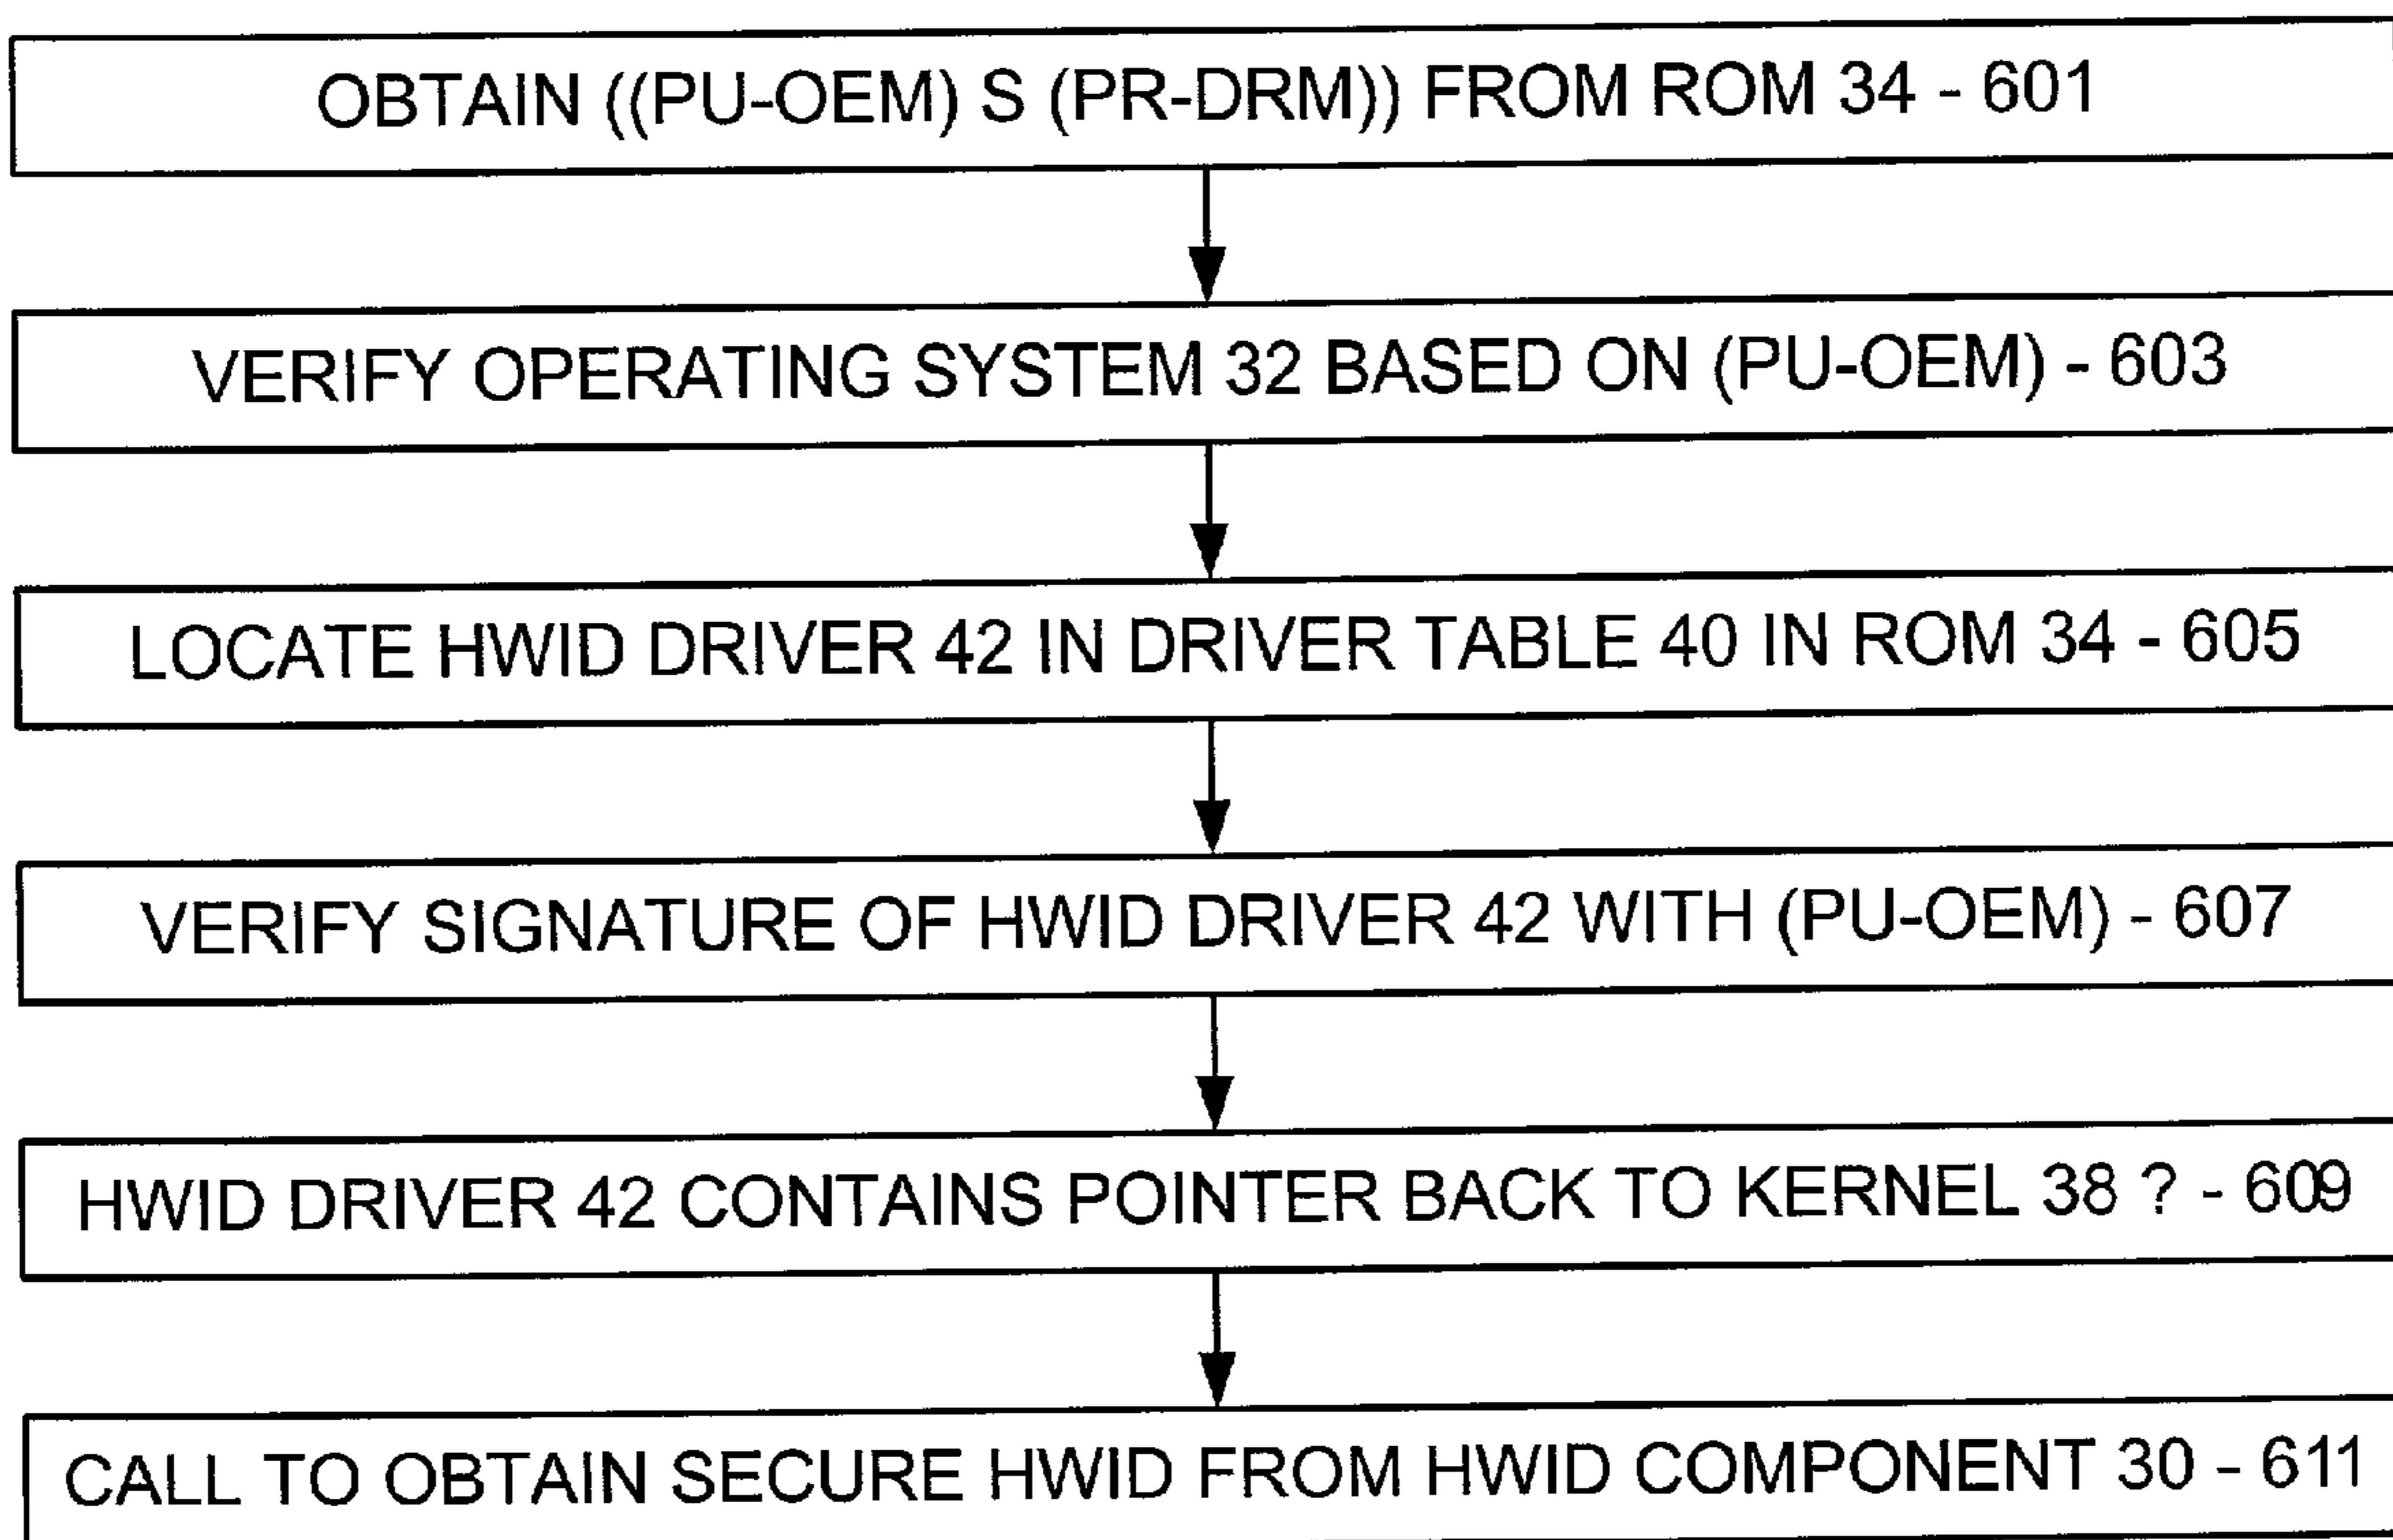 OBTAIN ((PU-OEM) S (PR-DRM)) FROM ROM 34 - 601
VERIFY OPERATING SYSTEM 32 BASED ON (PU-OEM) - 603
LOCATE HWID DRIVER 42 IN DRIVER TABLE 40 IN ROM 34 - 605
VERIFY SIGNATURE OF HWID DRIVER 42 WITH (PU-OEM) - 607
HWID DRIVER 42 CONTAINS POINTER BACK TO KERNEL 38 ? - 609
CALL TO OBTAIN SECURE HWID FROM HWID COMPONENT 30 - 611